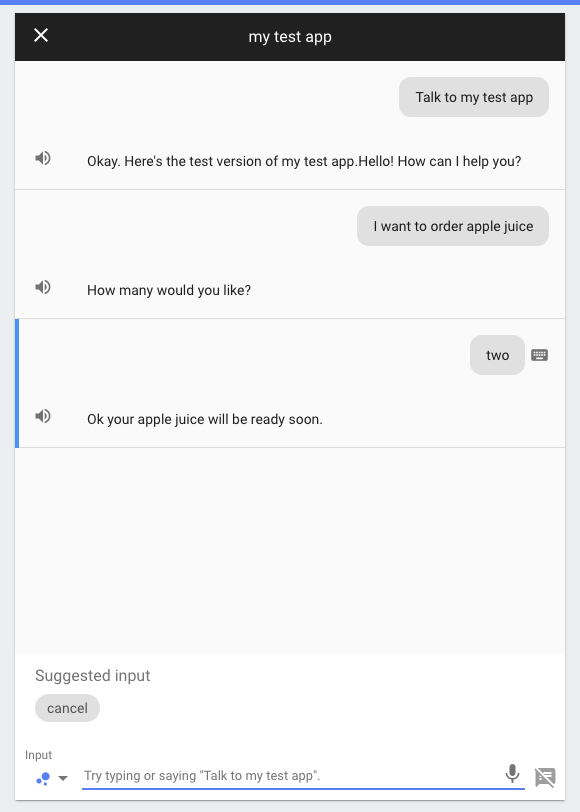 my test app
Talk to my test app
Okay. Here's the test version of my test app.Hello! How can I help you?
I want to order apple juice
How many would you like?
two
Ok your apple juice will be ready soon.
Suggested input
cancel
Input
Try typing or saying "Talk to my test app".